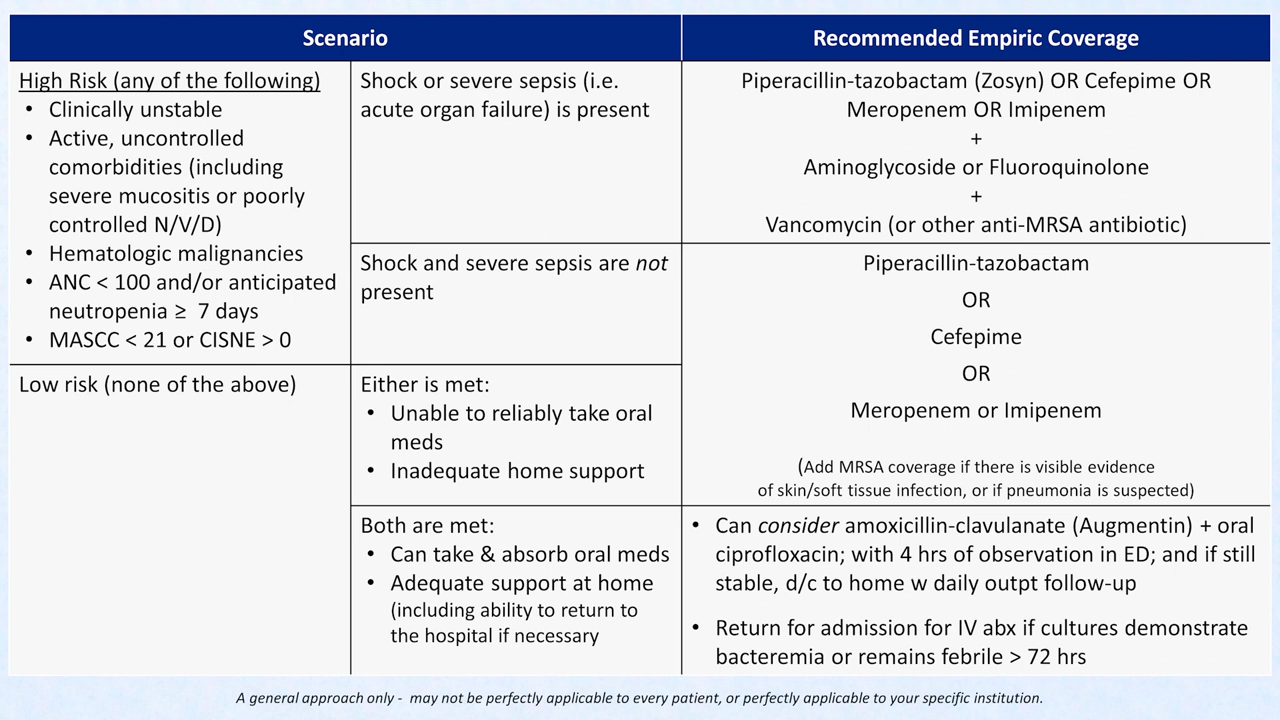 Scenario
Recommended Empiric Coverage
High Risk (any of the following)
• Clinically unstable
• Active, uncontrolled
comorbidities (including
severe mucositis or poorly
controlled N/V/D)
• Hematologic malignancies
• ANC < 100 and/or anticipated
neutropenia ≥ 7 days
• MASCC < 21 or CISNE > 0
Shock or severe sepsis (i.e.
acute organ failure) is present
Piperacillin-tazobactam (Zosyn) OR Cefepime OR
Meropenem OR Imipenem
+
Aminoglycoside or Fluoroquinolone
+
Vancomycin (or other anti-MRSA antibiotic)
Shock and severe sepsis are not
present
Piperacillin-tazobactam
OR
Cefepime
OR
Meropenem or Imipenem
(Add MRSA coverage if there is visible evidence
of skin/soft tissue infection, or if pneumonia is suspected)
Low risk (none of the above)
Either is met:
• Unable to reliably take oral
meds
• Inadequate home support
Both are met:
• Can take & absorb oral meds
• Adequate support at home
(including ability to return to
the hospital if necessary
• Can consider amoxicillin-clavulanate (Augmentin) + oral
ciprofloxacin; with 4 hrs of observation in ED; and if still
stable, d/c to home w daily outpt follow-up
• Return for admission for IV abx if cultures demonstrate
bacteremia or remains febrile > 72 hrs
A general approach only - may not be perfectly applicable to every patient, or perfectly applicable to your specific institution.